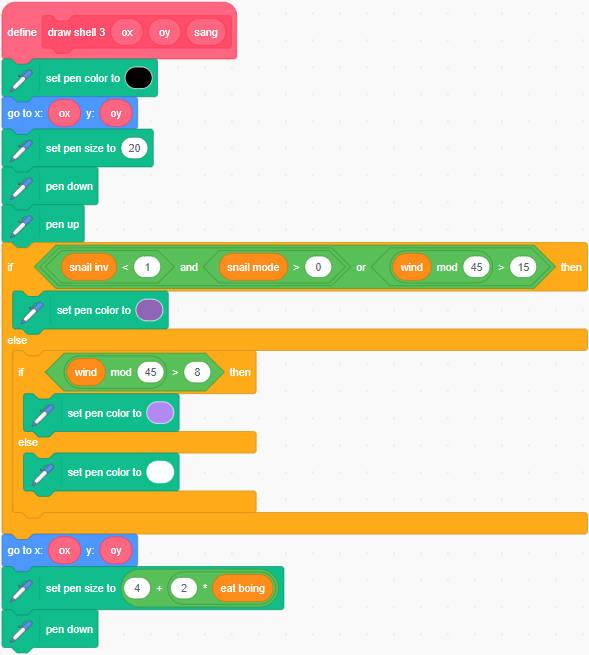 define draw shell 3 ox oy sang
set pen color to
go to x: ox y: oy
set pen size to 20
pen down
pen up
if snail inv < 1 and snail mode > 0 or wind mod 45 > 15 then
set pen color to
else
if wind mod 45 > 8 then
set pen color to
else
set pen color to
go to x: ox y: oy
set pen size to 4 + 2 * eat boing
pen down